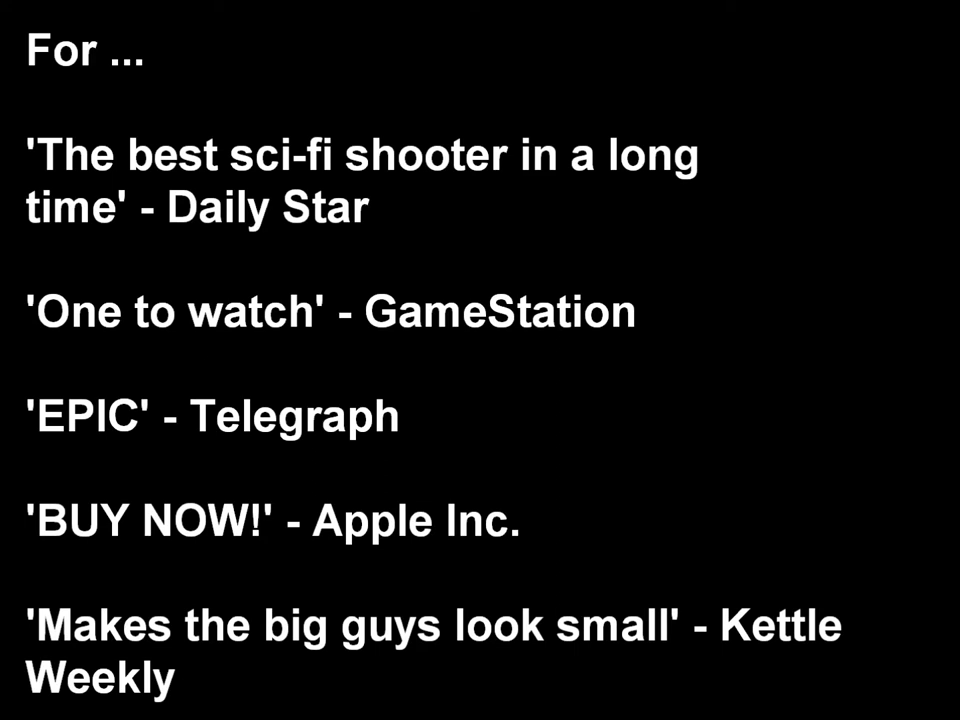 For ...
'The best sci-fi shooter in a long
time' - Daily Star
'One to watch' - GameStation
'EPIC' - Telegraph
'BUY NOW!' - Apple Inc.
'Makes the big guys look small' - Kettle
Weekly